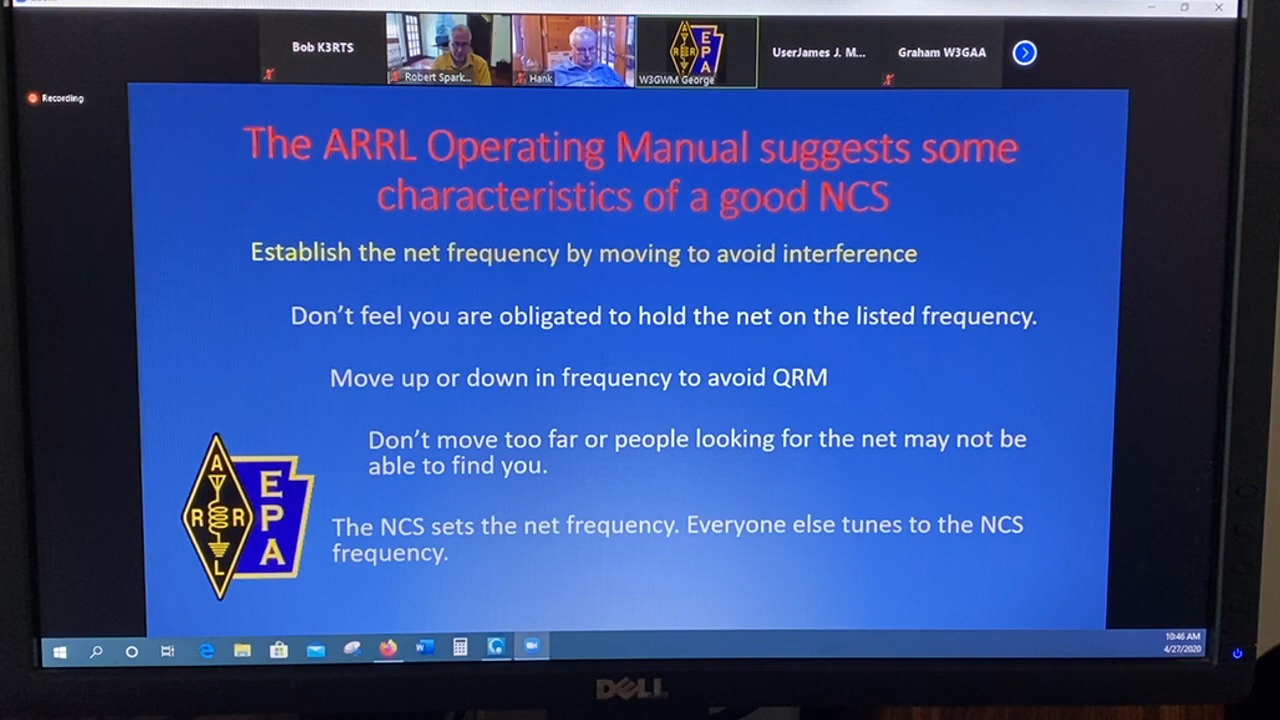 Bob K3RTS
Robert Spark...
Hank
A
R R
L
E
P
A
W3GWM George
UserJames J. M...
Graham W3GAA
Recording
The ARRL Operating Manual suggests some
characteristics of a good NCS
Establish the net frequency by moving to avoid interference
Don't feel you are obligated to hold the net on the listed frequency.
Move up or down in frequency to avoid QRM
Don't move too far or people looking for the net may not be
able to find you.
The NCS sets the net frequency. Everyone else tunes to the NCS
frequency.
A
R R
L
E
P
A
10:46 AM
4/27/2020
DELL